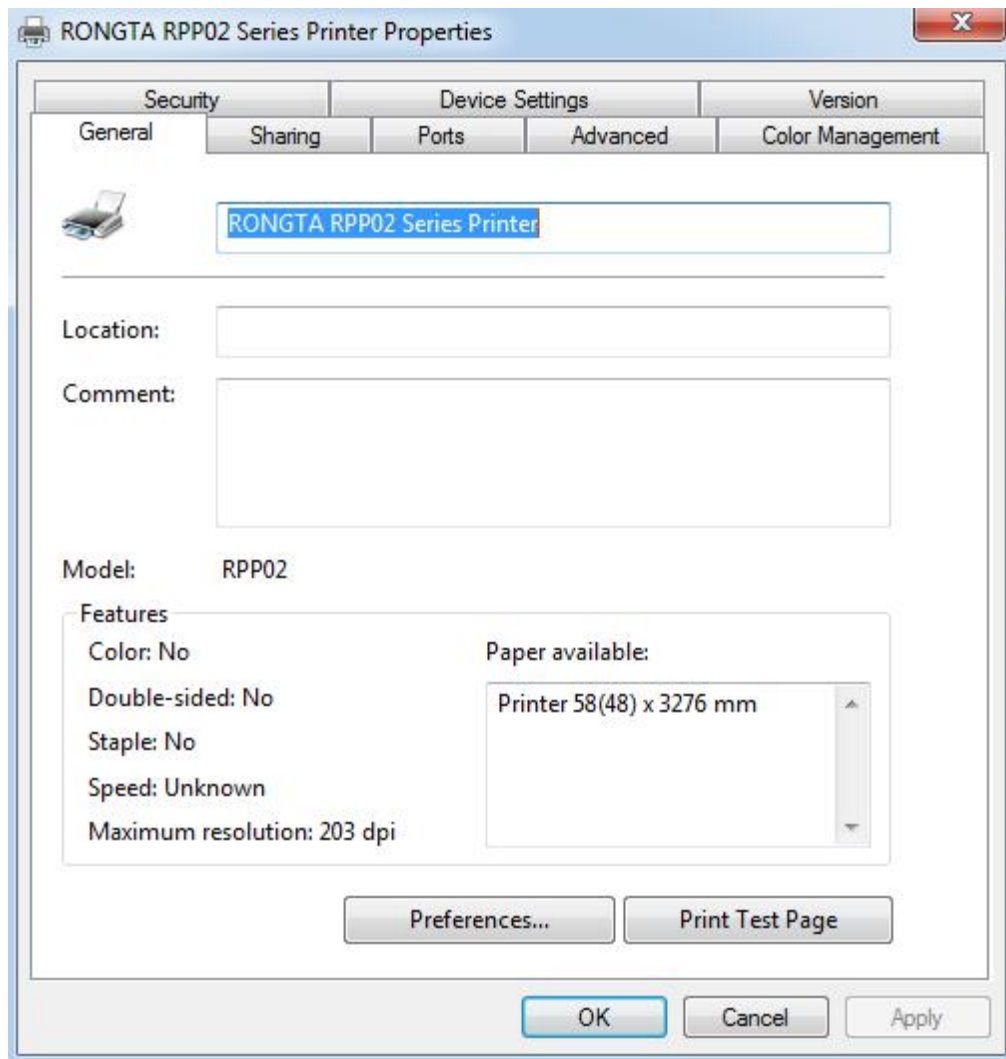 RONGTA RPP02 Series Printer Properties
Security Device Settings Version
General Sharing Ports Advanced Color Management
RONGTA RPP02 Series Printer
Location:
Comment:
Model: RPP02
Features
Color: No
Double-sided: No
Staple: No
Speed: Unknown
Maximum resolution: 203 dpi
Paper available:
Printer 58(48) x 3276 mm
Preferences... Print Test Page
OK Cancel Apply